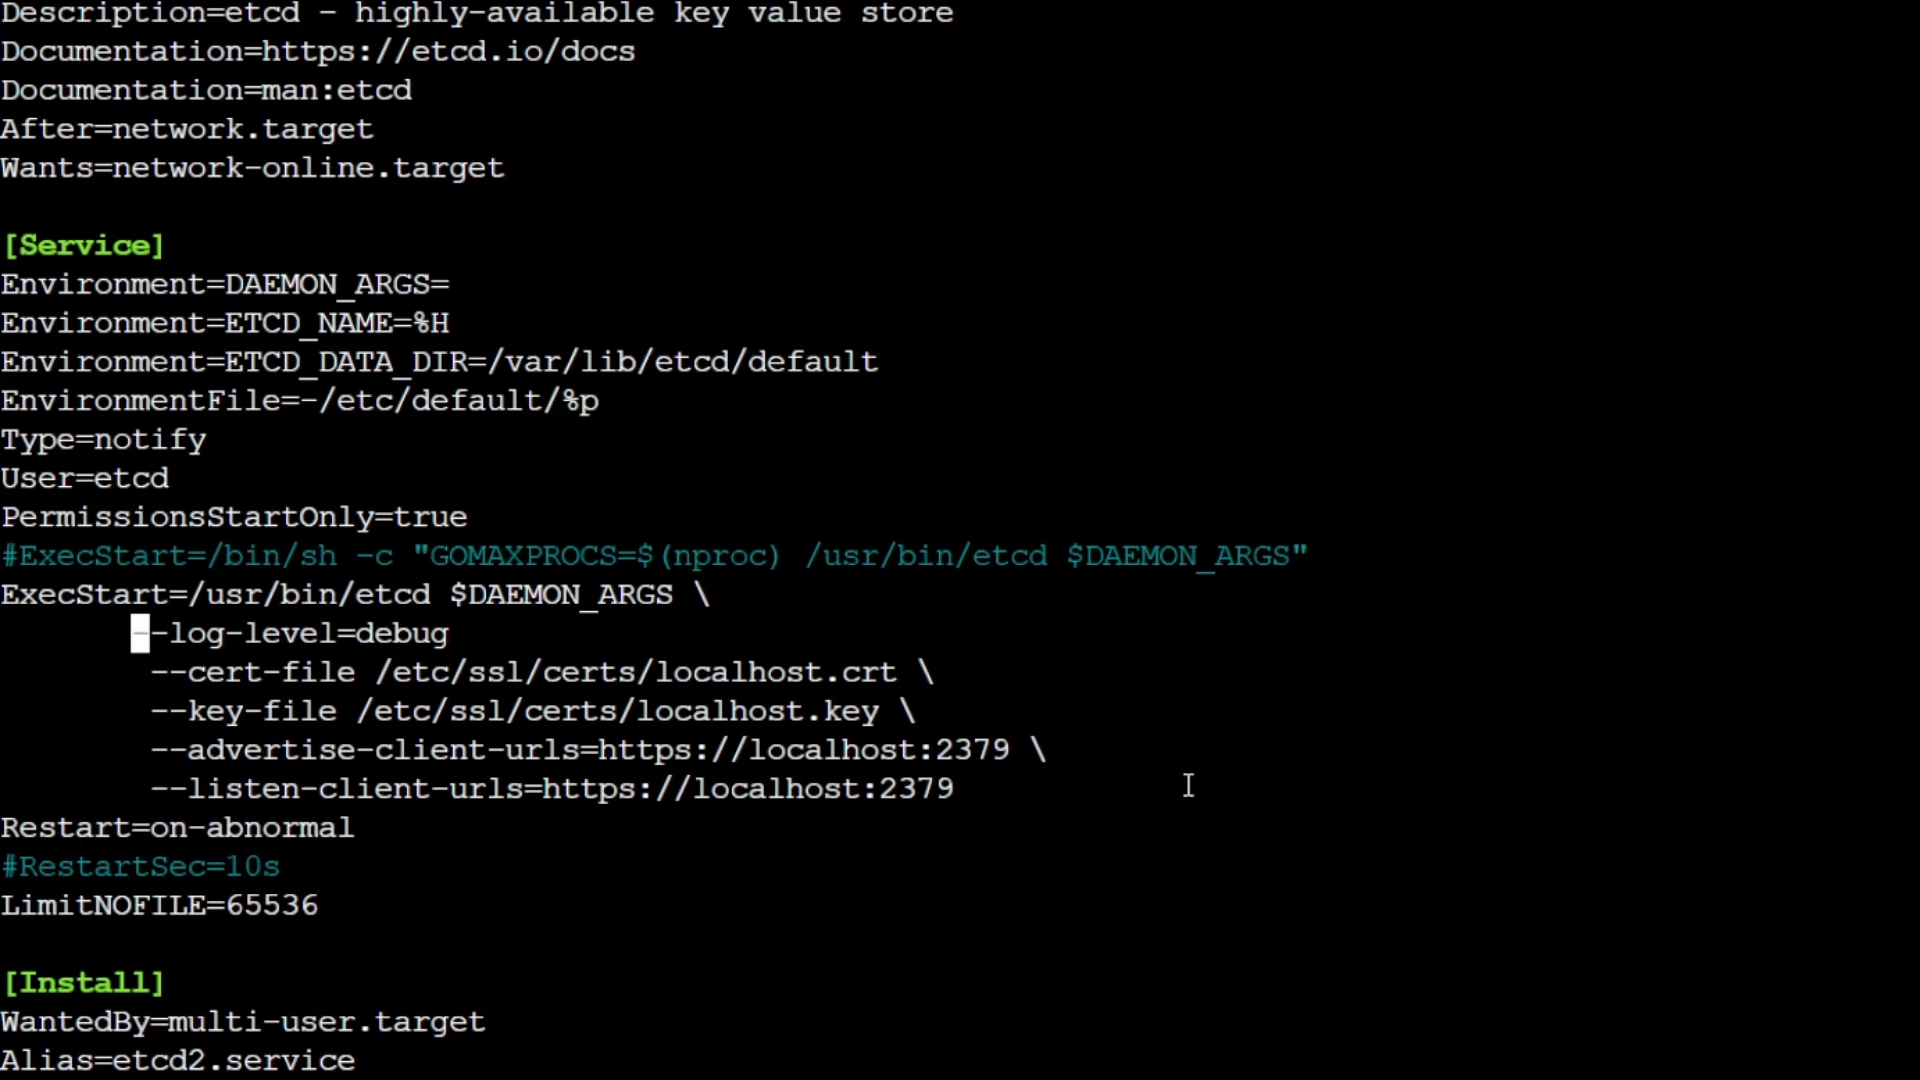 Description=etcd - highly-available key value store
Documentation=https://etcd.io/docs
Documentation=man:etcd
After=network.target
Wants=network-online.target
[Service]
Environment=DAEMON_ARGS=
Environment=ETCD_NAME=%H
Environment=ETCD_DATA_DIR=/var/lib/etcd/default
EnvironmentFile=-/etc/default/%p
Type=notify
User=etcd
PermissionsStartOnly=true
#ExecStart=/bin/sh -c "GOMAXPROCS=$(nproc) /usr/bin/etcd $DAEMON_ARGS"
ExecStart=/usr/bin/etcd $DAEMON_ARGS \
--log-level=debug
--cert-file /etc/ssl/certs/localhost.crt \
--key-file /etc/ssl/certs/localhost.key \
--advertise-client-urls=https://localhost:2379 \
--listen-client-urls=https://localhost:2379
Restart=on-abnormal
#RestartSec=10s
LimitNOFILE=65536
[Install]
WantedBy=multi-user.target
Alias=etcd2.service